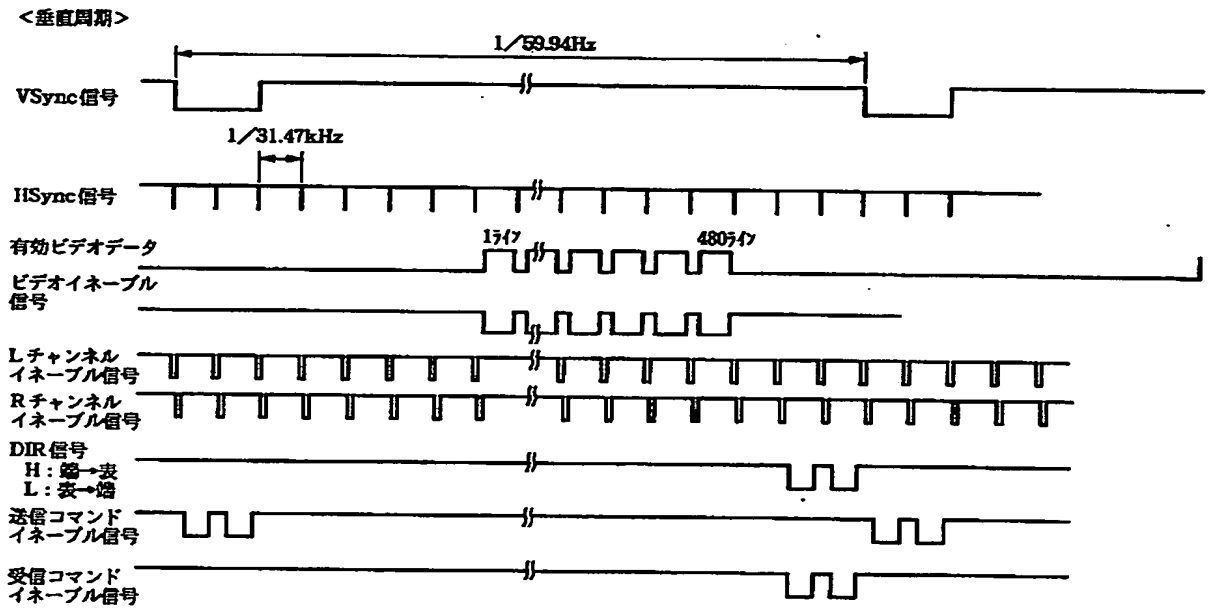 <垂直周期>
1/59.94Hz
VSync信号
1/31.47kHz
HSync信号
有効ビデオデータ
1ライン
480ライン
ビデオイネーブル
信号
Lチャンネル
イネーブル信号
Rチャンネル
イネーブル信号
DIR信号
H:端→表
L:表→端
送信コマンド
イネーブル信号
受信コマンド
イネーブル信号